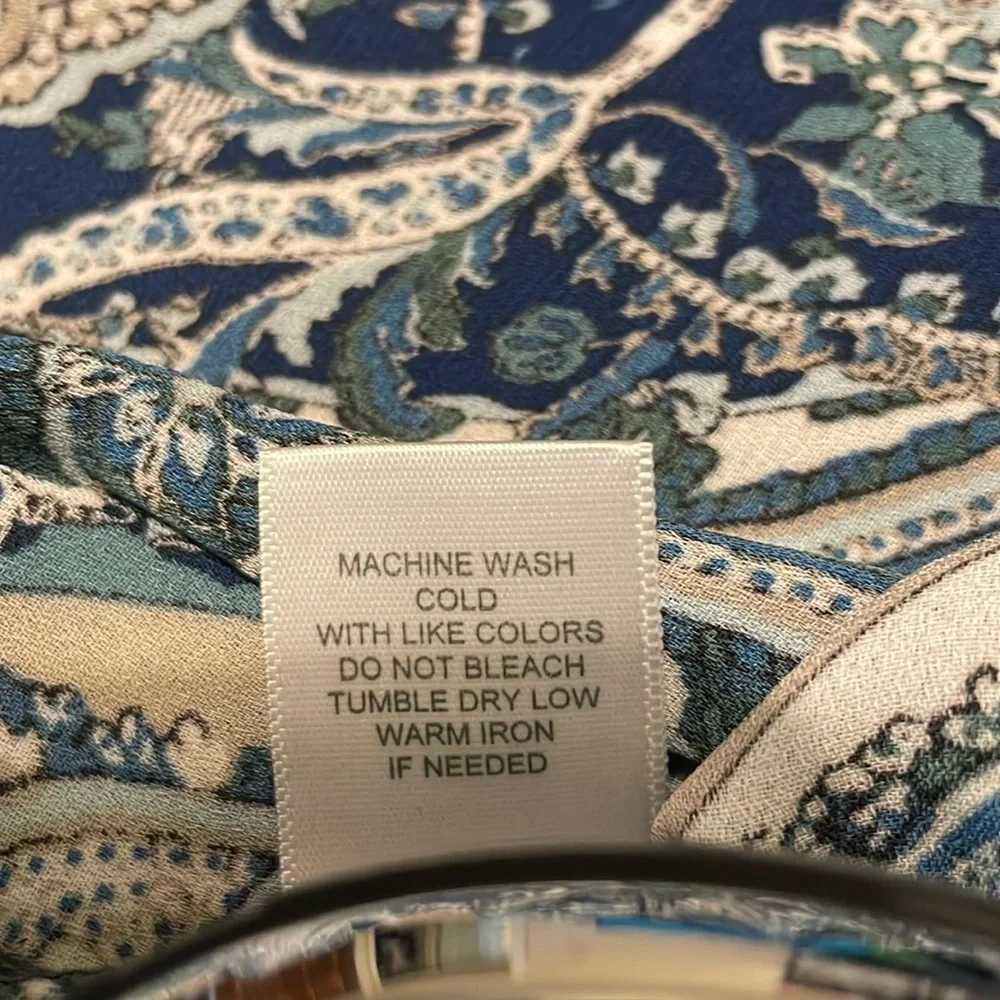 MACHINE WASH
COLD
WITH LIKE COLORS
DO NOT BLEACH
TUMBLE DRY LOW
WARM IRON
IF NEEDED